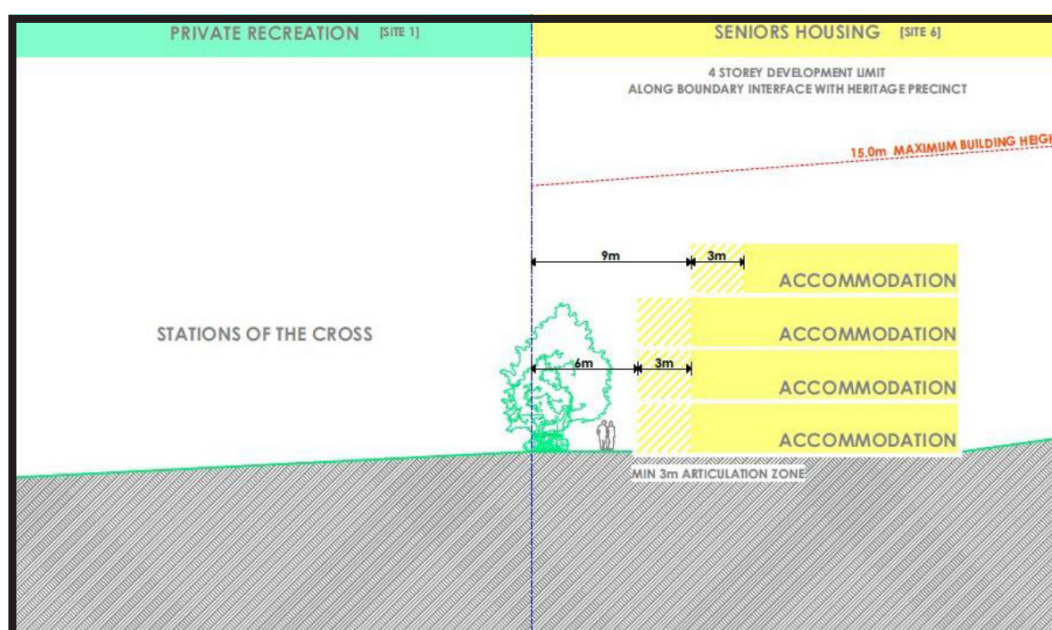 PRIVATE RECREATION [SITE 1]
SENIORS HOUSING [SITE 6]
4 STOREY DEVELOPMENT LIMIT
ALONG BOUNDARY INTERFACE WITH HERITAGE PRECINCT
15.0m MAXIMUM BUILDING HEIGH
9m
3m
ACCOMMODATION
STATIONS OF THE CROSS
ACCOMMODATION
6m
3m
ACCOMMODATION
ACCOMMODATION
MIN 3m ARTICULATION ZONE